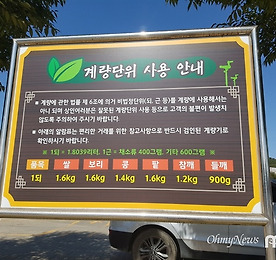 계량단위 사용 안내
■ 계량에 관한 법률 제 6조에 의거 비법정단위(되, 근 등)를 계량에 사용해서는
아니 되며 상인여러분은 잘못된 계량단위 사용 등으로 고객의 불편이 발생치
않도록 주의하여 주시기 바랍니다.
■ 아래의 알림표는 편리한 거래를 위한 참고사항으로 반드시 검인된 계량기로
확인하시기 바랍니다.
※ 1되 = 1.8039리터, 1근 = 채소류 400그램, 기타 600그램 ※
품목 쌀 보리 콩 팥 참깨 들깨
1되 1.6kg 1.6kg 1.4kg 1.6kg 1.2kg 900g
OhmyNews